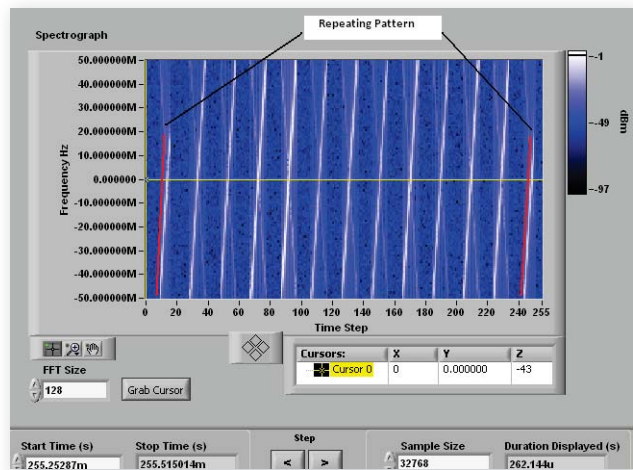 Repeating Pattern
Spectrograph
50.000000M
40.000000M
30.000000M
20.000000M
10.000000M
0.000000
-10.000000M
-20.000000M
-30.000000M
-40.000000M
-50.000000M
Frequency Hz
0 20 40 60 80 100 120 140 160 180 200 220 240 255
Time Step
--1
--49
--97
dBm
FFT Size
128
Grab Cursor
Cursors: X Y Z
Cursor 0 0 0.000000 -43
Start Time (s) Stop Time (s) Step Sample Size Duration Displayed (s)
255.25287m 255.515014m < > 32768 262.144u